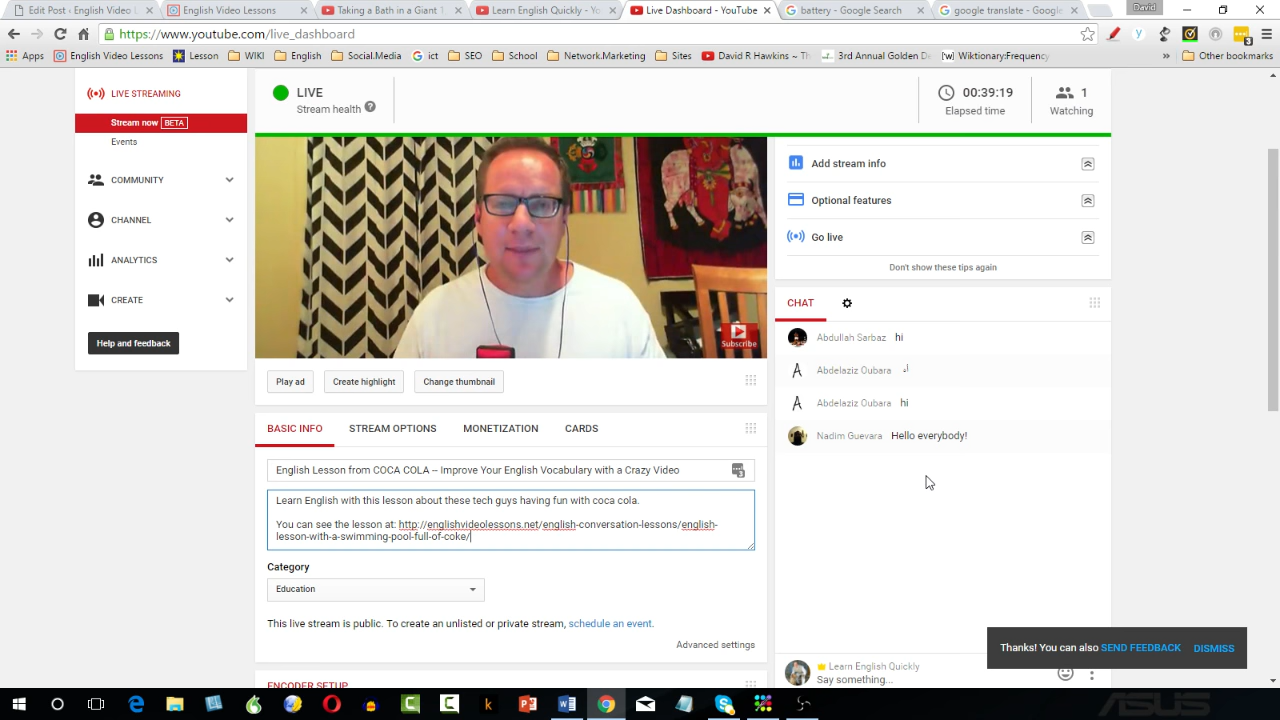 Edit Post ‹ English Video L
English Video Lessons
Taking a Bath in a Giant 1
Learn English Quickly - Yo
Live Dashboard - YouTube
battery - Google Search
google translate - Google
David
https://www.youtube.com/live_dashboard
Apps
English Video Lessons
Lesson
WIKI
English
Social.Media
ict
SEO
School
Network.Marketing
Sites
David R Hawkins ~ Th
3rd Annual Golden De
Wiktionary:Frequency
Other bookmarks
LIVE STREAMING
Stream now BETA
Events
COMMUNITY
CHANNEL
ANALYTICS
CREATE
Help and feedback
LIVE
Stream health
00:39:19
Elapsed time
1
Watching
Subscribe
Play ad
Create highlight
Change thumbnail
BASIC INFO
STREAM OPTIONS
MONETIZATION
CARDS
English Lesson from COCA COLA – Improve Your English Vocabulary with a Crazy Video
Learn English with this lesson about these tech guys having fun with coca cola.
You can see the lesson at: http://englishvideolessons.net/english-conversation-lessons/english-
lesson-with-a-swimming-pool-full-of-coke/
Category
Education
This live stream is public. To create an unlisted or private stream, schedule an event.
Advanced settings
ENCODER SETUP
Add stream info
Optional features
Go live
Don't show these tips again
CHAT
Abdullah Sarbaz hi
Abdelaziz Oubara
Abdelaziz Oubara hi
Nadim Guevara Hello everybody!
Thanks! You can also SEND FEEDBACK DISMISS
Learn English Quickly
Say something...
ASUS